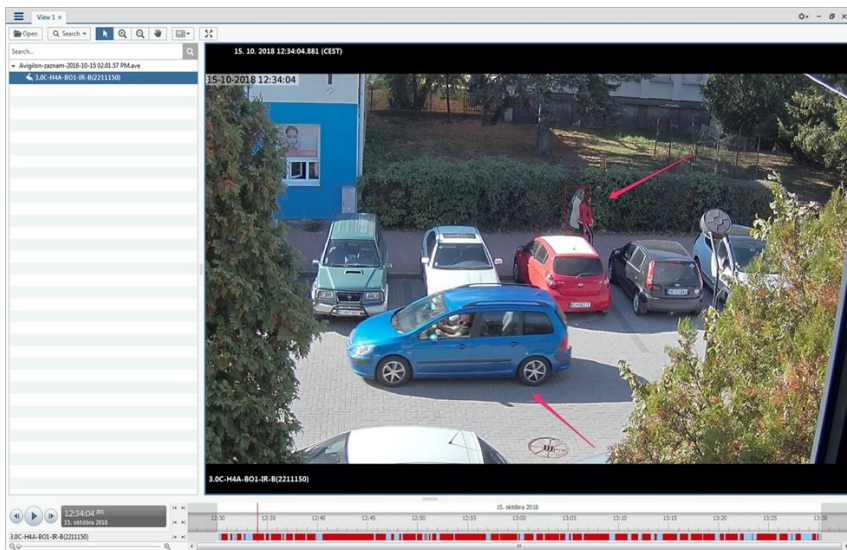 View 1 ×
Open
Search
15. 10. 2018 12:34:04.881 (CEST)
Search...
Avigilon-zaznam-2018-10-15 02.01.57 PM.ave
3.0C-H4A-BO1-IR-B(2211150)
15-10-2018 12:34:04
3.0C-H4A-BO1-IR-B(2211150)
12:34:04.881
15. októbra 2018
15. októbra 2018
12:30 12:35 12:40 12:45 12:50 12:55 13:00 13:05 13:10 13:15 13:20 13:25 13:30
3.0C-H4A-BO1-IR-B(2211150)